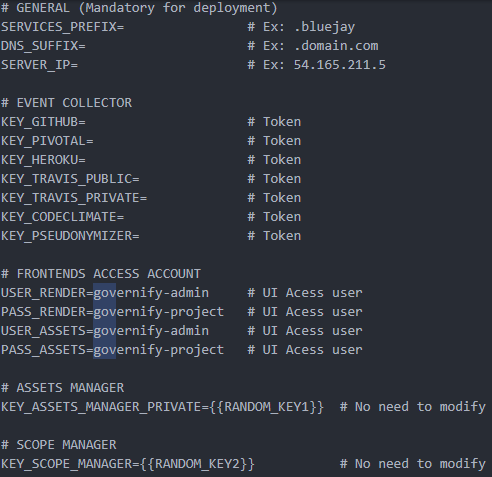 # GENERAL (Mandatory for deployment)
SERVICES_PREFIX= # Ex: .bluejay
DNS_SUFFIX= # Ex: .domain.com
SERVER_IP= # Ex: 54.165.211.5
# EVENT COLLECTOR
KEY_GITHUB= # Token
KEY_PIVOTAL= # Token
KEY_HEROKU= # Token
KEY_TRAVIS_PUBLIC= # Token
KEY_TRAVIS_PRIVATE= # Token
KEY_CODECLIMATE= # Token
KEY_PSEUDONYMIZER= # Token
# FRONTENDS ACCESS ACCOUNT
USER_RENDER=governify-admin # UI Acess user
PASS_RENDER=governify-project # UI Acess user
USER_ASSETS=governify-admin # UI Acess user
PASS_ASSETS=governify-project # UI Acess user
# ASSETS MANAGER
KEY_ASSETS_MANAGER_PRIVATE={{RANDOM_KEY1}} # No need to modify
# SCOPE MANAGER
KEY_SCOPE_MANAGER={{RANDOM_KEY2}} # No need to modify